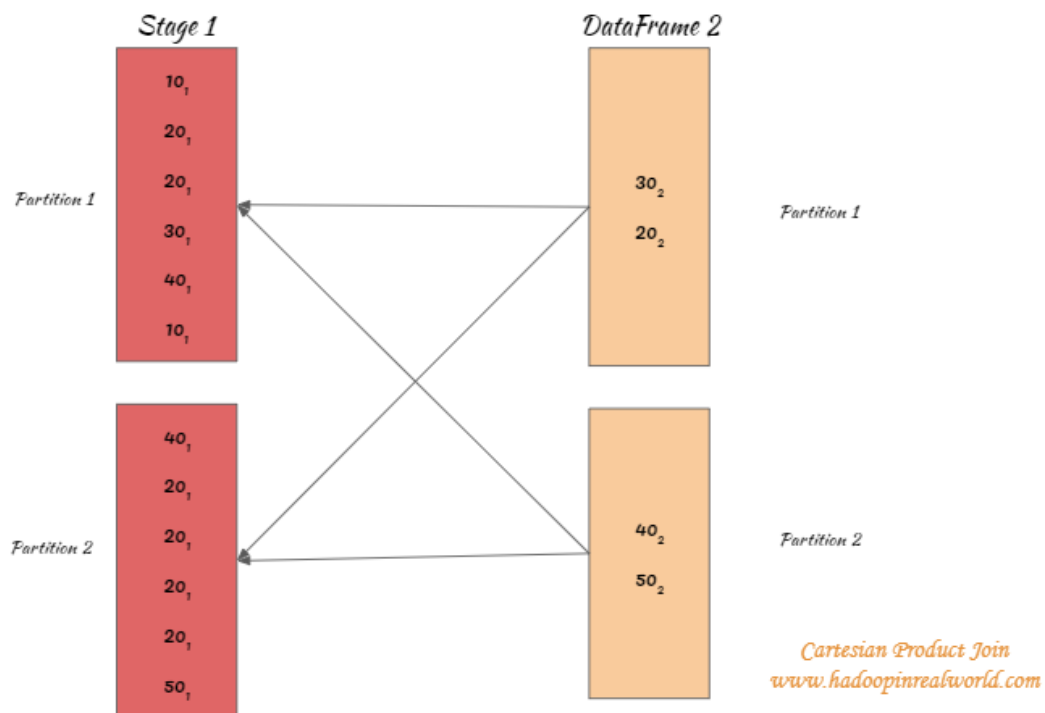 Stage 1
DataFrame 2
Partition 1
10₁
20₁
20₁
30₁
40₁
10₁
30₂
20₂
Partition 1
Partition 2
40₁
20₁
20₁
20₁
20₁
50₁
40₂
50₂
Partition 2
Cartesian Product Join
www.hadoopinrealworld.com